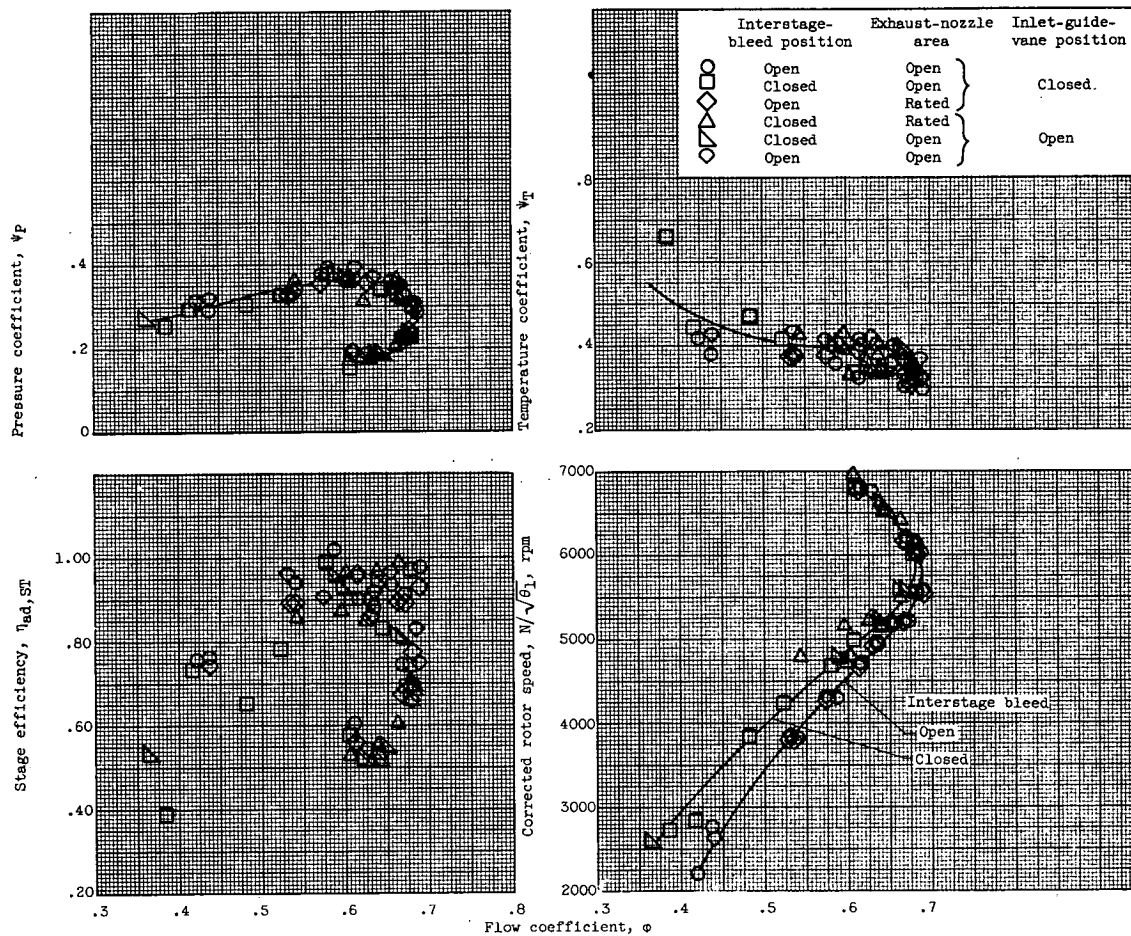 Interstage-bleed position
Exhaust-nozzle area
Inlet-guide-vane position
Open Open
Closed Open Closed.
Open Rated
Closed Rated
Closed Open Open
Open Open
Pressure coefficient, ψP
.4
.2
0
Temperature coefficient, ψT
.8
.6
.4
.2
Stage efficiency, ηad,ST
1.00
.80
.60
.40
.20
.3 .4 .5 .6 .7 .8
Corrected rotor speed, N/√θ1, rpm
7000
6000
5000
4000
3000
2000
Interstage bleed
Open
Closed
.3 .4 .5 .6 .7
Flow coefficient, φ